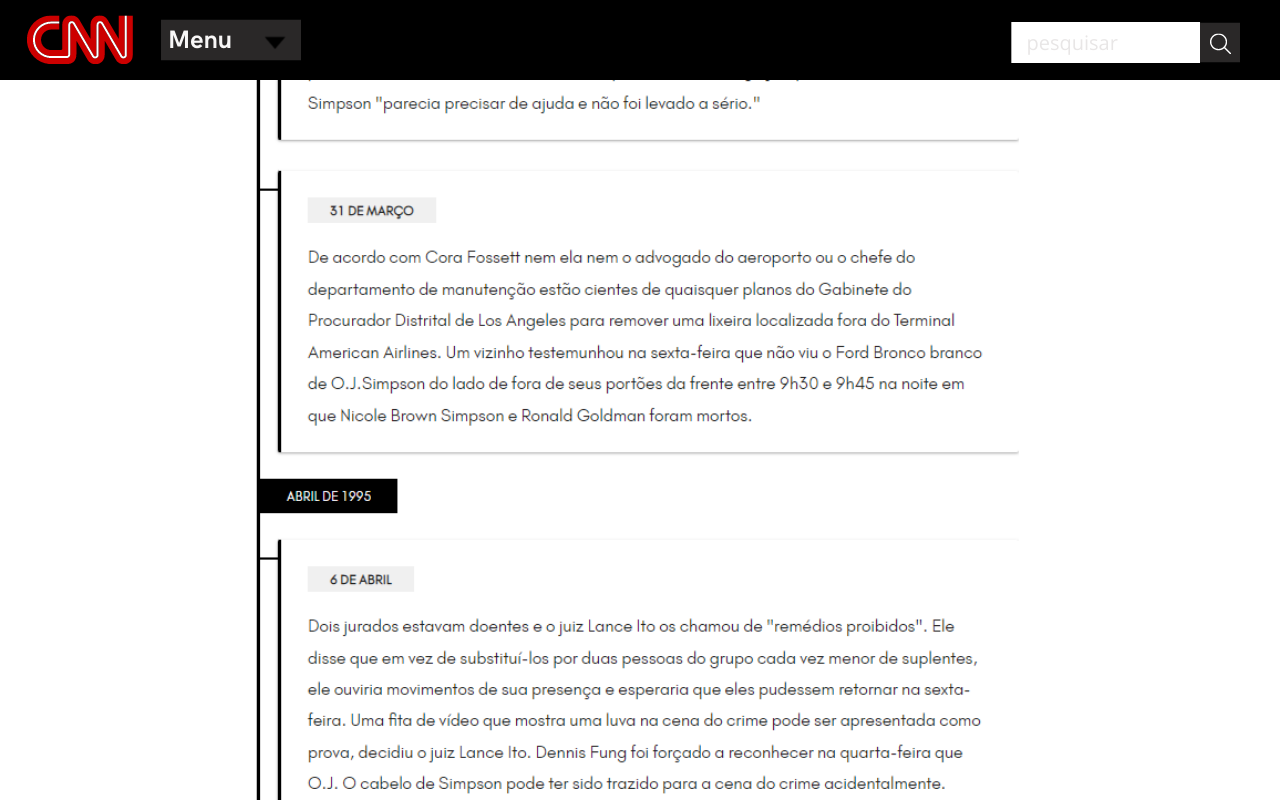 CNN
Menu
pesquisar
Simpson "parecia precisar de ajuda e não foi levado a sério."
31 DE MARÇO
De acordo com Cora Fossett nem ela nem o advogado do aeroporto ou o chefe do
departamento de manutenção estão cientes de quaisquer planos do Gabinete do
Procurador Distrital de Los Angeles para remover uma lixeira localizada fora do Terminal
American Airlines. Um vizinho testemunhou na sexta-feira que não viu o Ford Bronco branco
de O.J.Simpson do lado de fora de seus portões da frente entre 9h30 e 9h45 na noite em
que Nicole Brown Simpson e Ronald Goldman foram mortos.
ABRIL DE 1995
6 DE ABRIL
Dois jurados estavam doentes e o juiz Lance Ito os chamou de "remédios proibidos". Ele
disse que em vez de substituí-los por duas pessoas do grupo cada vez menor de suplentes,
ele ouviria movimentos de sua presença e esperaria que eles pudessem retornar na sexta-
feira. Uma fita de vídeo que mostra uma luva na cena do crime pode ser apresentada como
prova, decidiu o juiz Lance Ito. Dennis Fung foi forçado a reconhecer na quarta-feira que
O.J. O cabelo de Simpson pode ter sido trazido para a cena do crime acidentalmente.